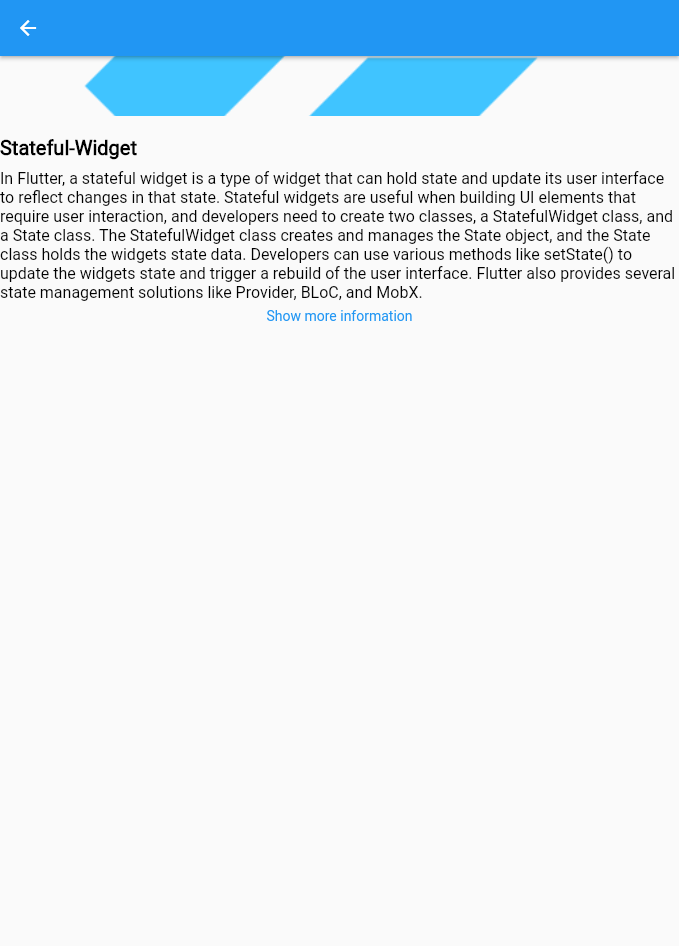 Stateful-Widget
In Flutter, a stateful widget is a type of widget that can hold state and update its user interface
to reflect changes in that state. Stateful widgets are useful when building UI elements that
require user interaction, and developers need to create two classes, a StatefulWidget class, and
a State class. The StatefulWidget class creates and manages the State object, and the State
class holds the widgets state data. Developers can use various methods like setState() to
update the widgets state and trigger a rebuild of the user interface. Flutter also provides several
state management solutions like Provider, BLoC, and MobX.
Show more information